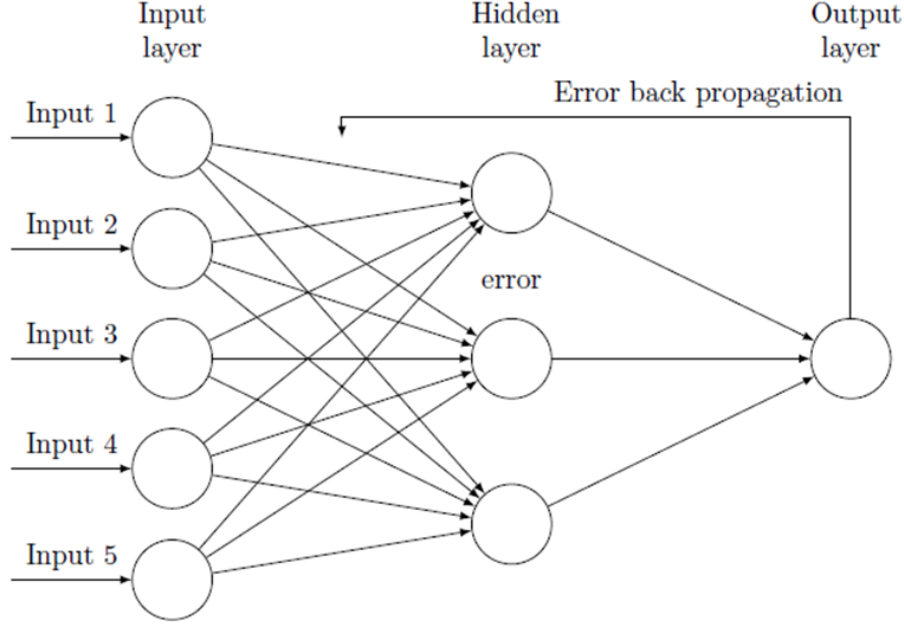 Input
layer
Hidden
layer
Output
layer
Error back propagation
Input 1
Input 2
error
Input 3
Input 4
Input 5